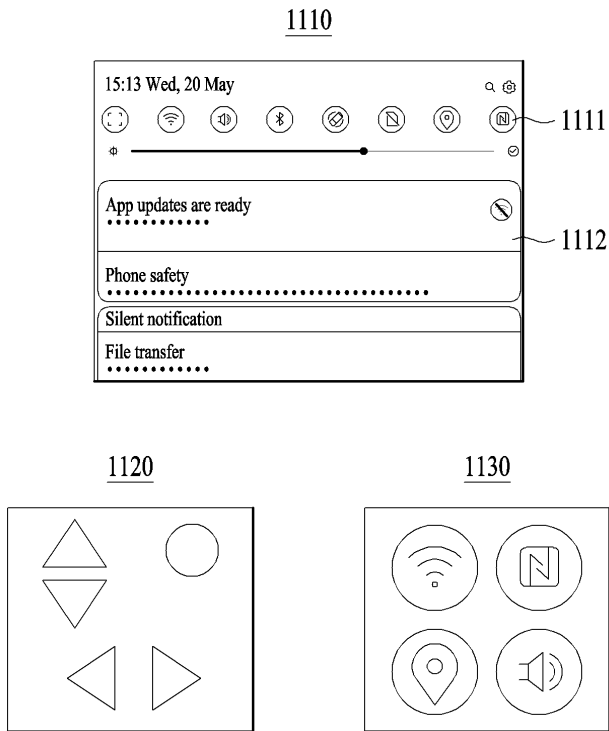 1110
15:13 Wed, 20 May
1111
App updates are ready
1112
Phone safety
Silent notification
File transfer
1120
1130